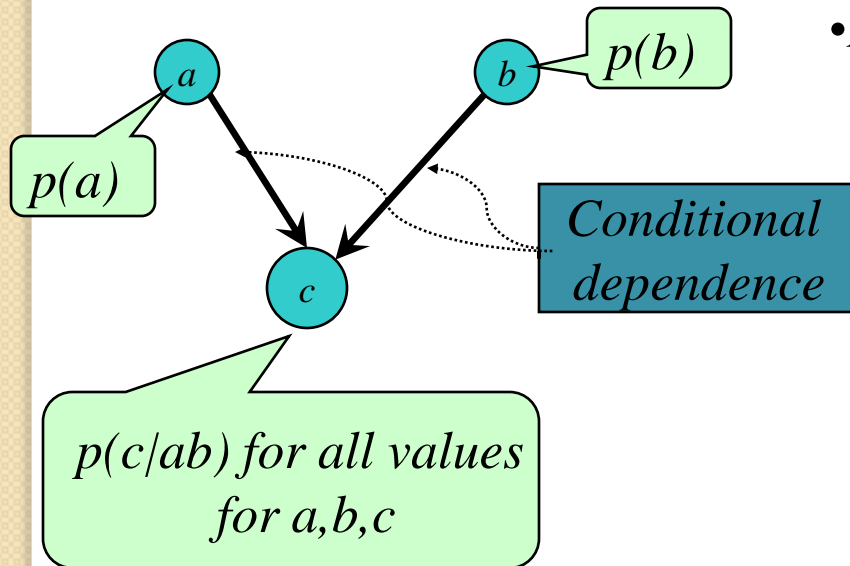 a
b
p(b)
p(a)
Conditional
dependence
c
p(c/ab) for all values
for a,b,c